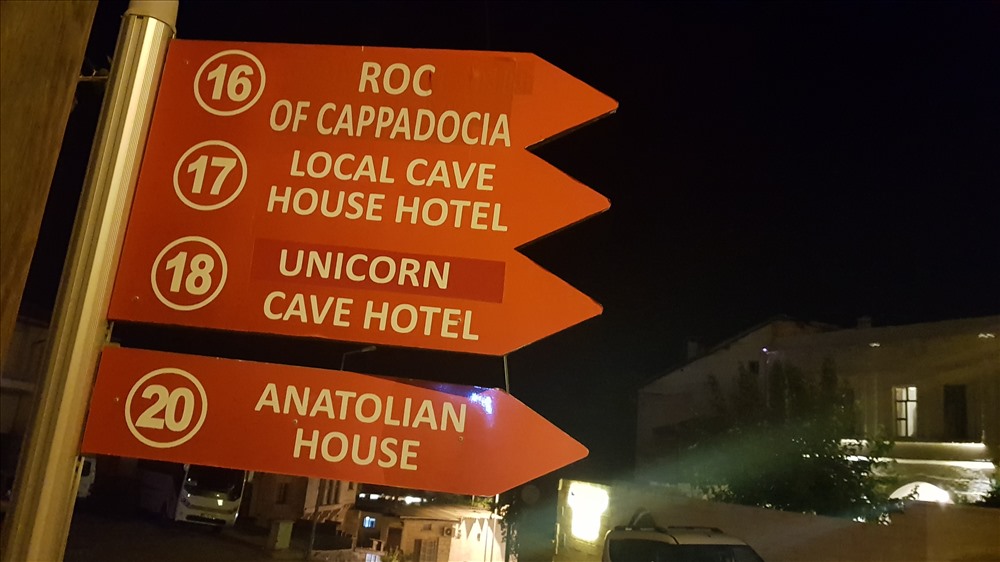 16 ROC
OF CAPPADOCIA
17 LOCAL CAVE
HOUSE HOTEL
18 UNICORN
CAVE HOTEL
20 ANATOLIAN
HOUSE